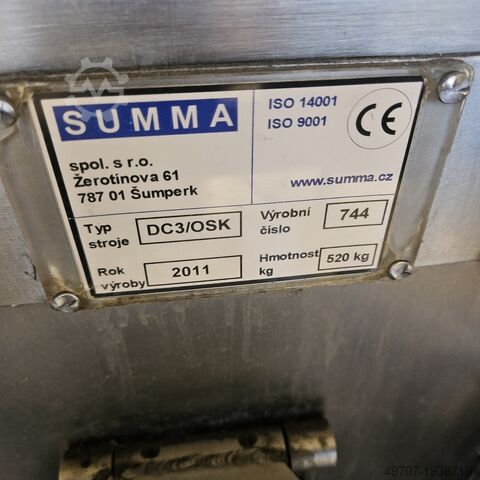 SUMMA
spol. s r.o.
Žerotínova 61
787 01 Šumperk
ISO 14001
ISO 9001
CE
www.summa.cz
Typ stroje DC3/OSK
Výrobní číslo 744
Rok výroby 2011
Hmotnost kg 520 kg
49707-1938719